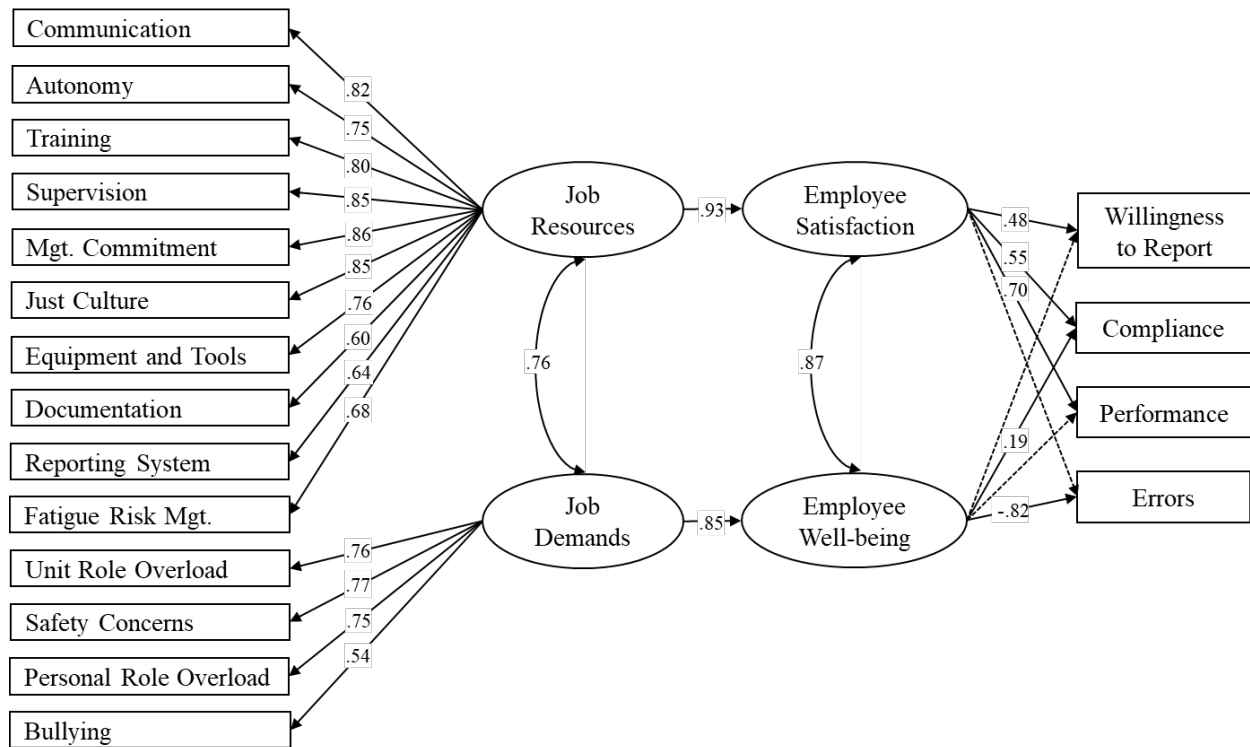 Communication
Autonomy
Training
Supervision
Mgt. Commitment
Just Culture
Equipment and Tools
Documentation
Reporting System
Fatigue Risk Mgt.
Unit Role Overload
Safety Concerns
Personal Role Overload
Bullying
.82
.75
.80
.85
.86
.85
.76
.60
.64
.68
.76
.77
.75
.54
Job
Resources
.76
Job
Demands
.93
.85
Employee
Satisfaction
.87
Employee
Well-being
.48
.55
.70
.19
-.82
Willingness
to Report
Compliance
Performance
Errors